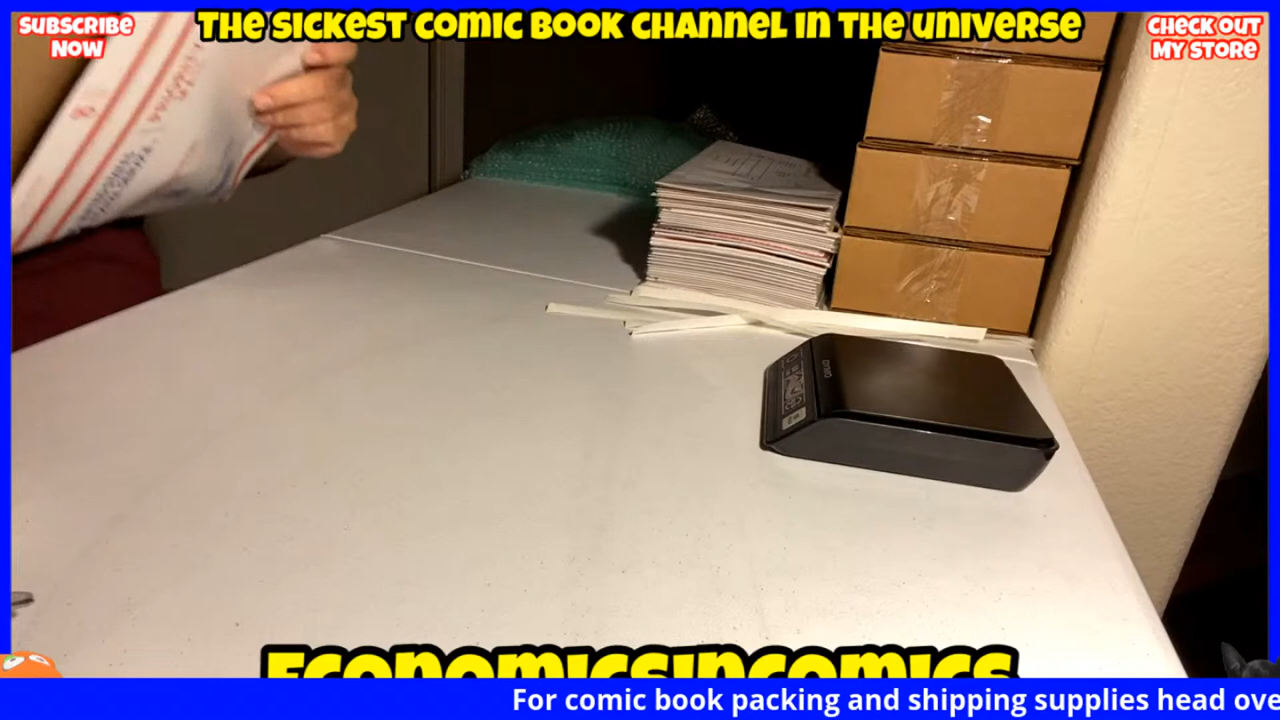 SUBSCRIBE
NOW
THE SICKEST COMIC BOOK CHANNEL IN THE UNIVERSE
CHECK OUT
MY STORE
ECONOMICSINCOMICS
For comic book packing and shipping supplies head ove